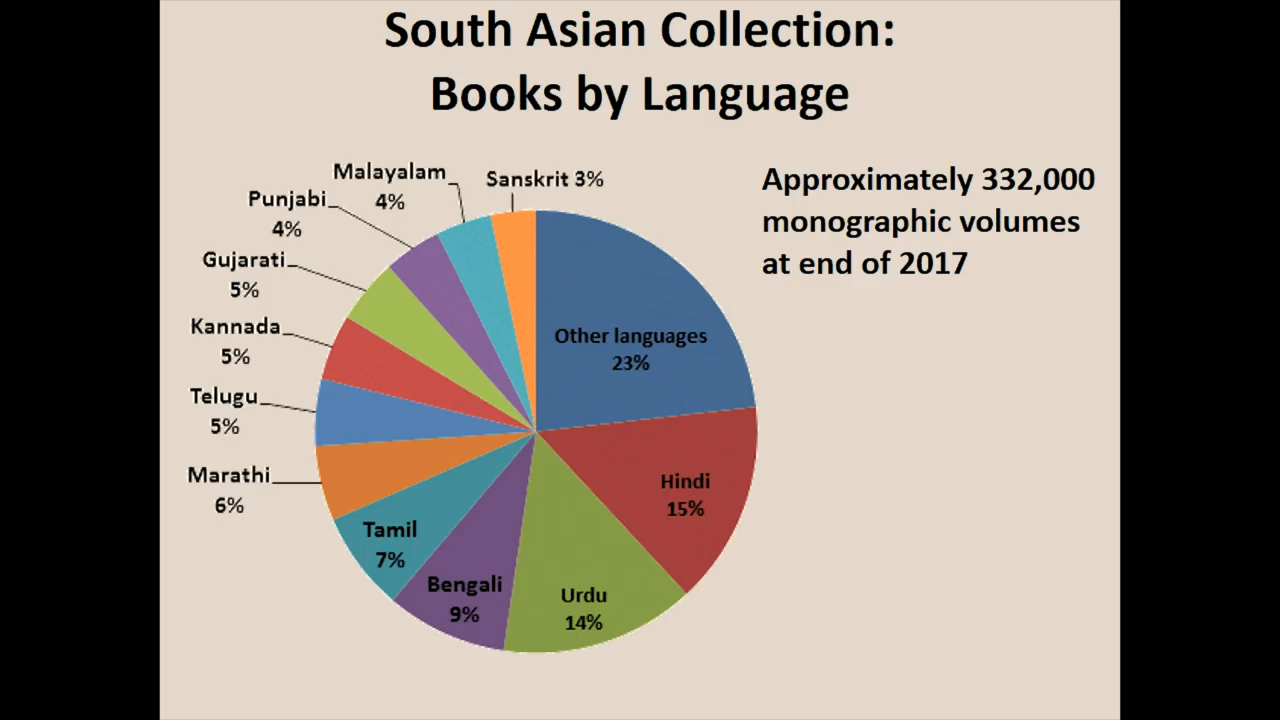 South Asian Collection:
Books by Language
Approximately 332,000
monographic volumes
at end of 2017
Other languages
23%
Hindi
15%
Urdu
14%
Bengali
9%
Tamil
7%
Marathi
6%
Telugu
5%
Kannada
5%
Gujarati
5%
Punjabi
4%
Malayalam
4%
Sanskrit 3%